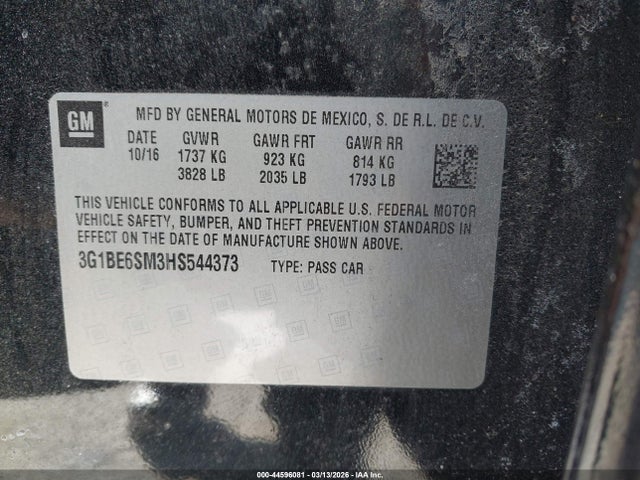 GM ®
MFD BY GENERAL MOTORS DE MEXICO, S. DE R.L. DE C.V.
DATE GVWR GAWR FRT GAWR RR
10/16 1737 KG 923 KG 814 KG
3828 LB 2035 LB 1793 LB
THIS VEHICLE CONFORMS TO ALL APPLICABLE U.S. FEDERAL MOTOR
VEHICLE SAFETY, BUMPER, AND THEFT PREVENTION STANDARDS
IN EFFECT ON THE DATE OF MANUFACTURE SHOWN ABOVE.
3G1BE6SM3HS544373 TYPE: PASS CAR
000-44596081 - 03/13/2026 - IAA Inc.